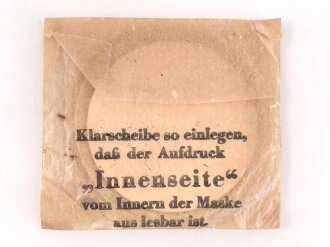 Klarscheibe so einlegen,
daß der Aufdruck
„Innenseite“
vom Innern der Maske
aus lesbar ist.